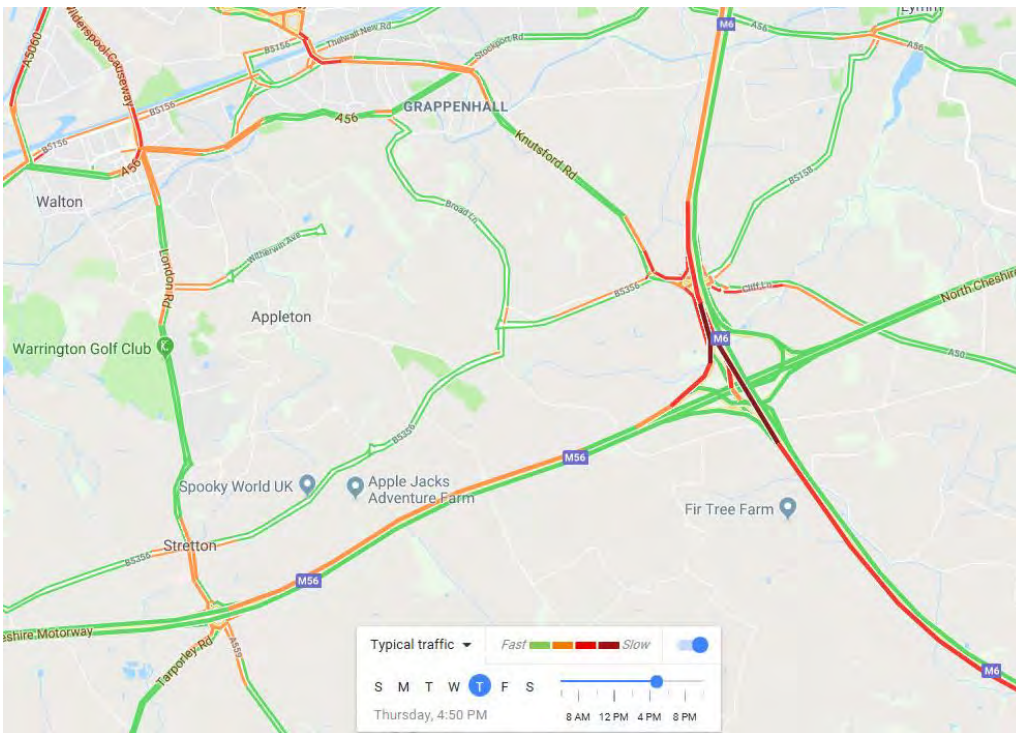 Wilderspool Causeway
A5060
B5156
Thelwall New Rd
Stockport Rd
M6
A56
Lymm
A56
B5156
GRAPPENHALL
A56
B5156
A56
Knutsford Rd
Walton
B5158
Broad Ln
Witherwin Ave
London Rd
B5356
Cliff Ln
North Cheshire
Appleton
Warrington Golf Club
M6
A50
B5356
M56
Spooky World UK
Apple Jacks
Adventure Farm
Fir Tree Farm
Stretton
B5356
M56
eshire Motorway
Tarporley Rd
A559
M6
Typical traffic
Fast
Slow
S M T W T F S
Thursday, 4:50 PM
8 AM 12 PM 4 PM 8 PM